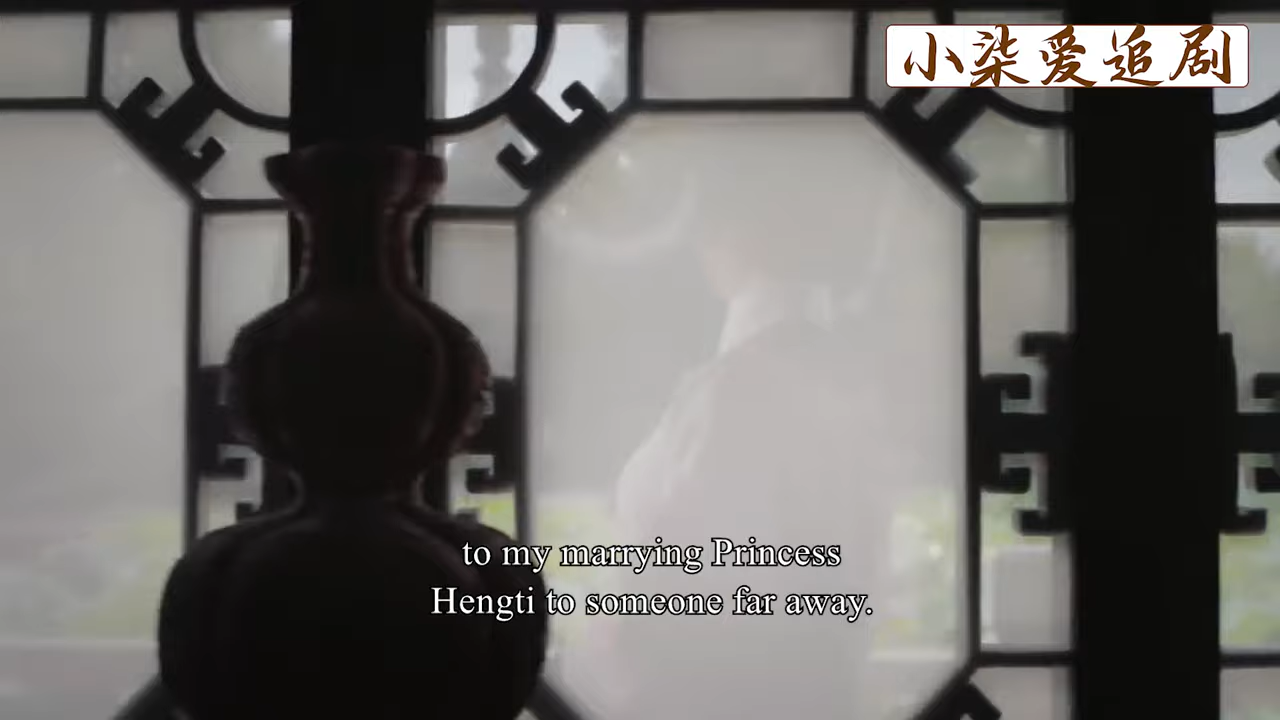 小柒爱追剧
to my marrying Princess
Hengti to someone far away.